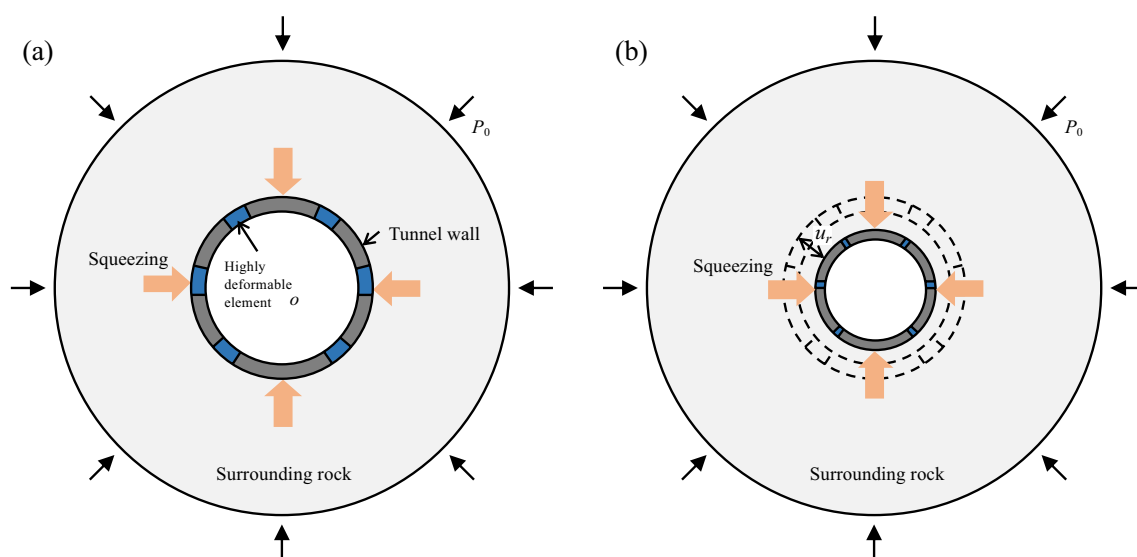 (a)
P₀
Tunnel wall
Squeezing
Highly
deformable
element
o
Surrounding rock
(b)
P₀
uᵣ
Squeezing
Surrounding rock